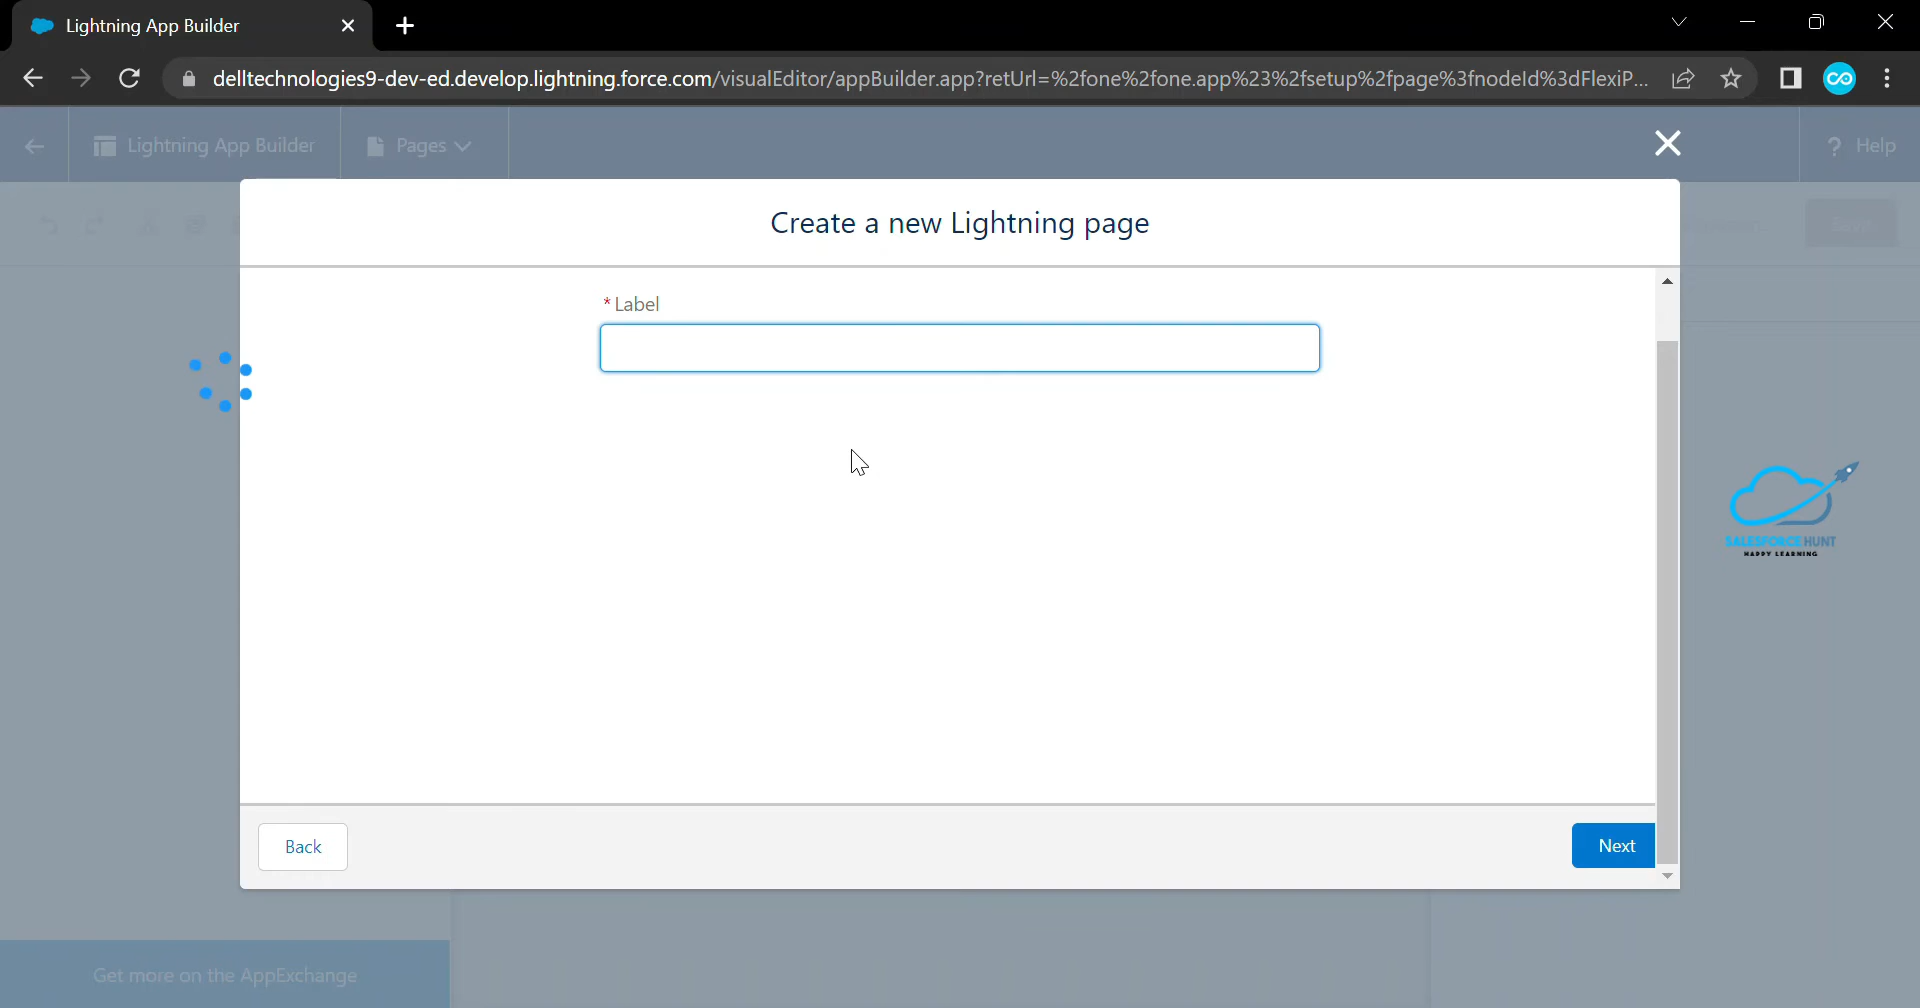 Lightning App Builder
delltechnologies9-dev-ed.develop.lightning.force.com/visualEditor/appBuilder.app?retUrl=%2fone%2fone.app%23%2fsetup%2fpage%3fnodeId%3dFlexiP...
Lightning App Builder
Pages
? Help
Create a new Lightning page
Save
* Label
SALESFORCE HUNT
HAPPY LEARNING
Back
Next
Get more on the AppExchange